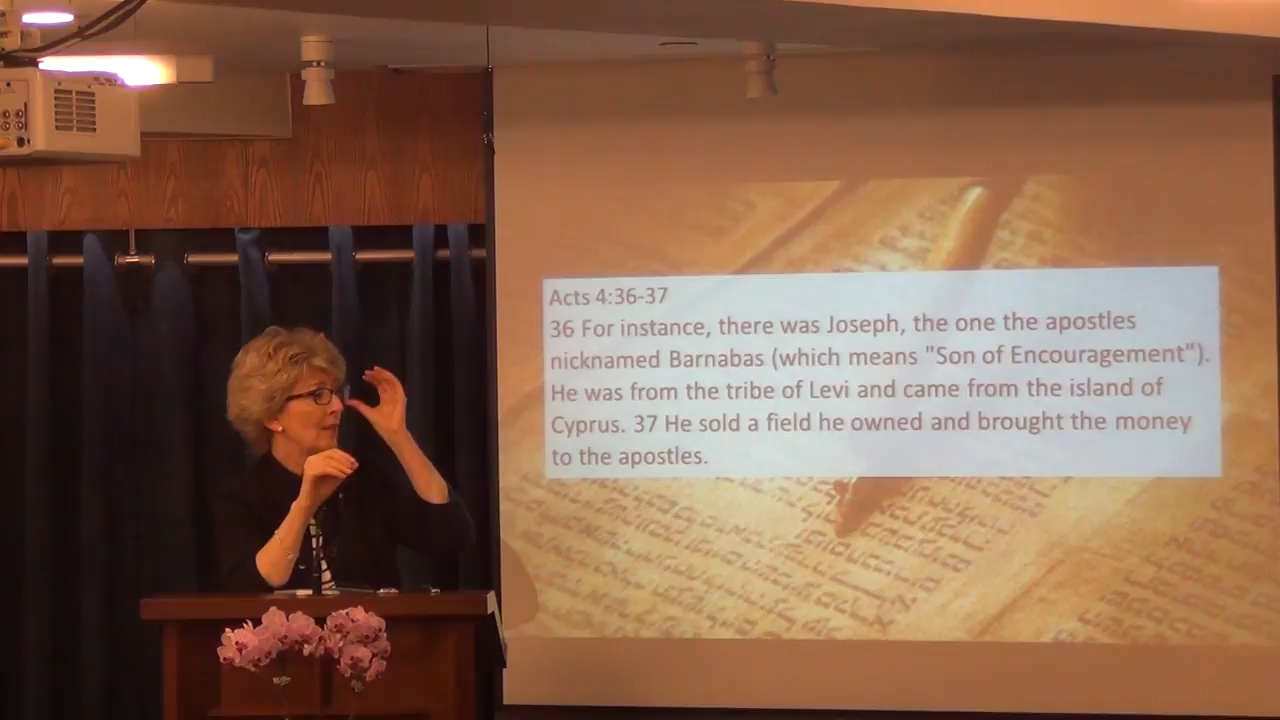 Acts 4:36-37
36 For instance, there was Joseph, the one the apostles
nicknamed Barnabas (which means "Son of Encouragement").
He was from the tribe of Levi and came from the island of
Cyprus. 37 He sold a field he owned and brought the money
to the apostles.